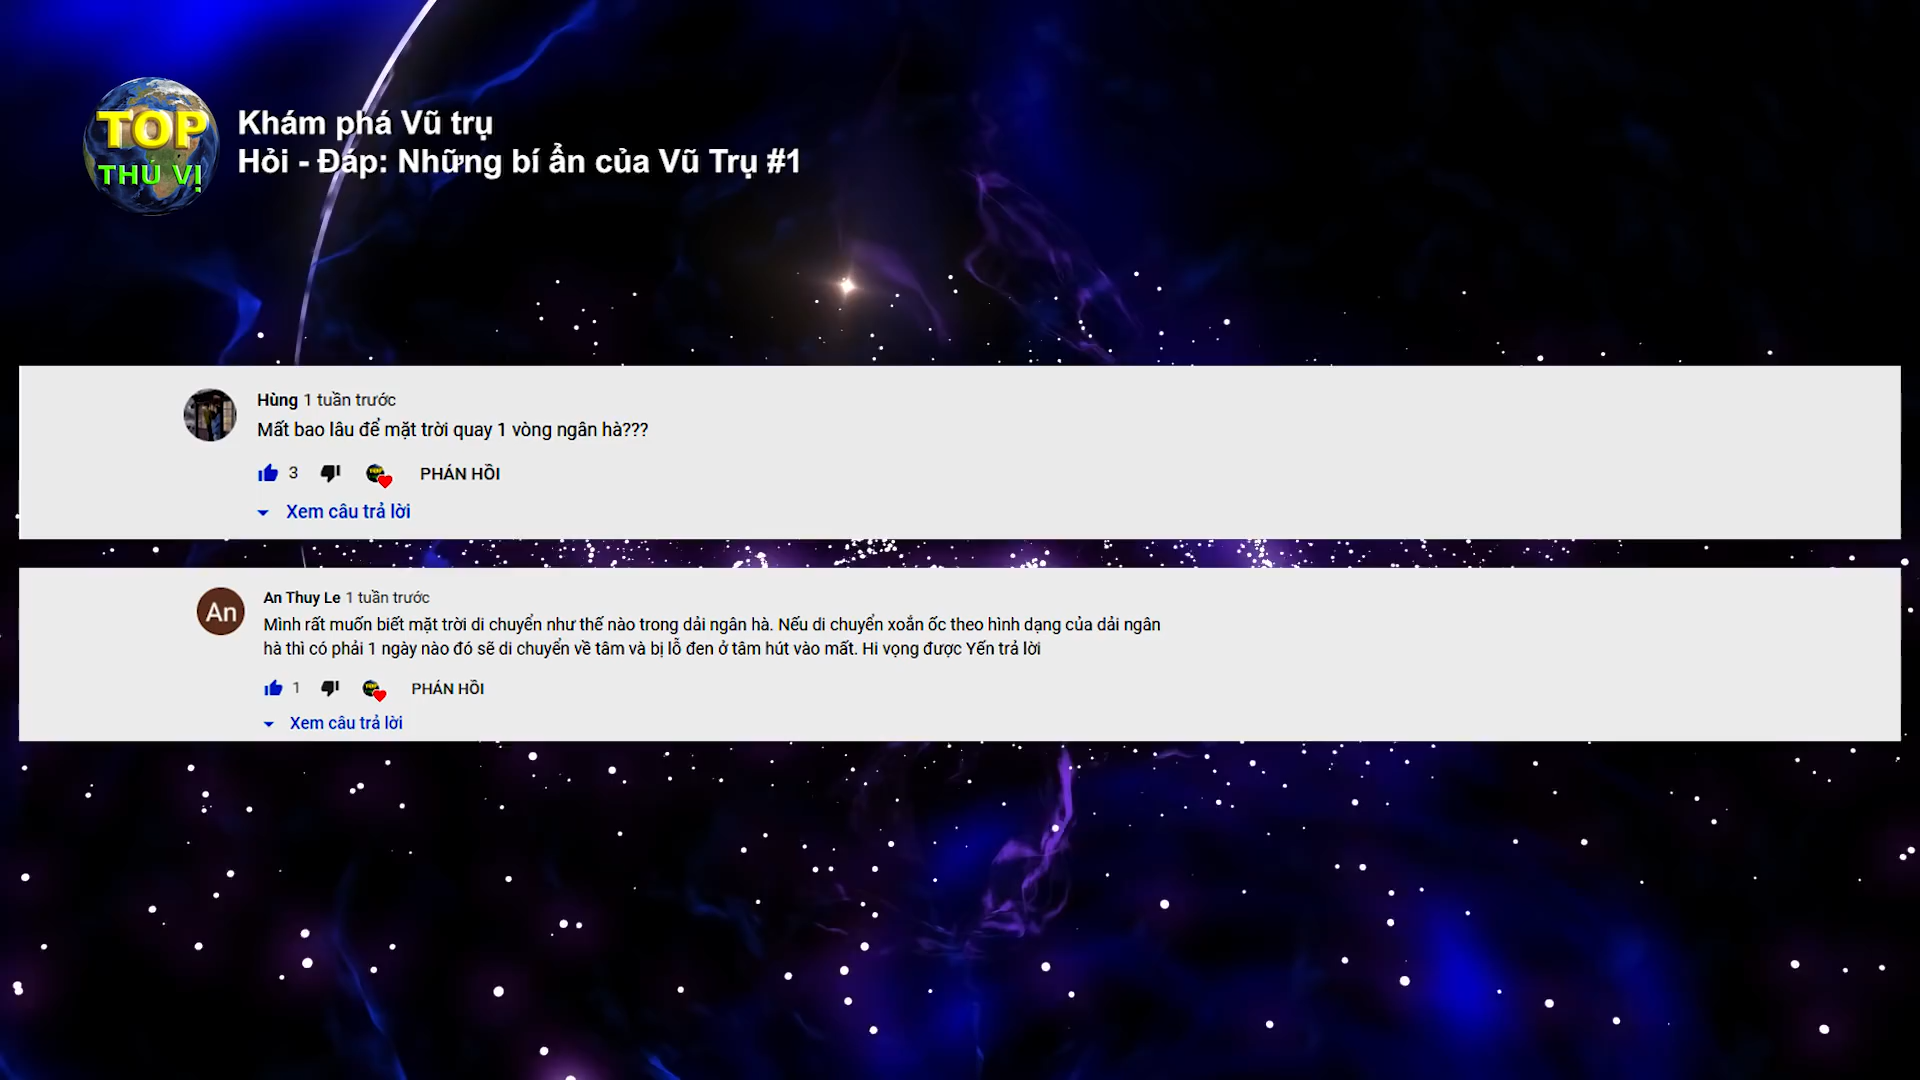 TOP
THÚ VỊ
Khám phá Vũ trụ
Hỏi - Đáp: Những bí ẩn của Vũ Trụ #1
Hùng 1 tuần trước
Mất bao lâu để mặt trời quay 1 vòng ngân hà???
3 PHẢN HỒI
Xem câu trả lời
An
An Thuy Le 1 tuần trước
Mình rất muốn biết mặt trời di chuyển như thế nào trong dải ngân hà. Nếu di chuyển xoắn ốc theo hình dạng của dải ngân
hà thì có phải 1 ngày nào đó sẽ di chuyển về tâm và bị lỗ đen ở tâm hút vào mất. Hi vọng được Yến trả lời
1 PHẢN HỒI
Xem câu trả lời